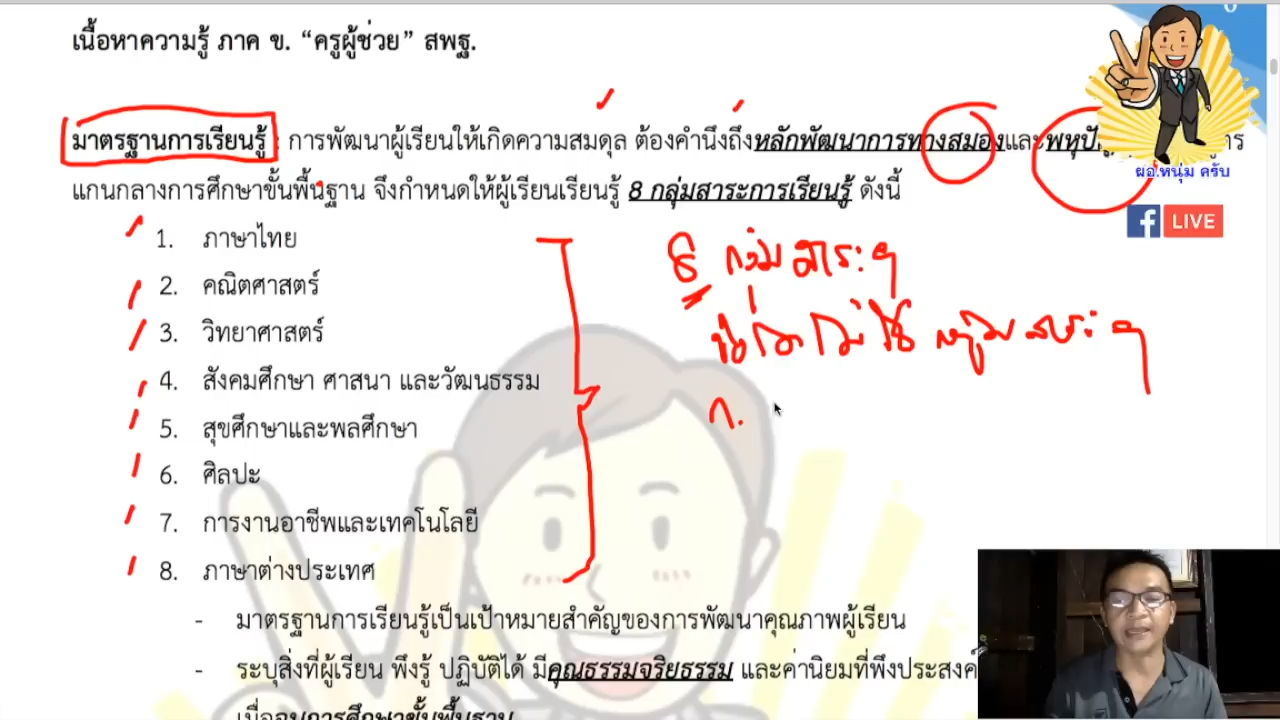 เนื้อหาความรู้ ภาค ข. “ครูผู้ช่วย” สพฐ.
มาตรฐานการเรียนรู้ : การพัฒนาผู้เรียนให้เกิดความสมดุล ต้องคำนึงถึงหลักพัฒนาการทางสมองและ
แกนกลางการศึกษาขั้นพื้นฐาน จึงกำหนดให้ผู้เรียนเรียนรู้ 8 กลุ่มสาระการเรียนรู้ ดังนี้
ผอ.หนุ่ม ครับ
f LIVE
1. ภาษาไทย
2. คณิตศาสตร์
3. วิทยาศาสตร์
4. สังคมศึกษา ศาสนา และวัฒนธรรม
5. สุขศึกษาและพลศึกษา
6. ศิลปะ
7. การงานอาชีพและเทคโนโลยี
8. ภาษาต่างประเทศ
8 กลุ่มสาระฯ
ก.
- มาตรฐานการเรียนรู้เป็นเป้าหมายสำคัญของการพัฒนาคุณภาพผู้เรียน
- ระบุสิ่งที่ผู้เรียน พึงรู้ ปฏิบัติได้ มีคุณธรรมจริยธรรม และค่านิยมที่พึงประสงค์
เมื่อจบการศึกษาขั้นพื้นฐาน